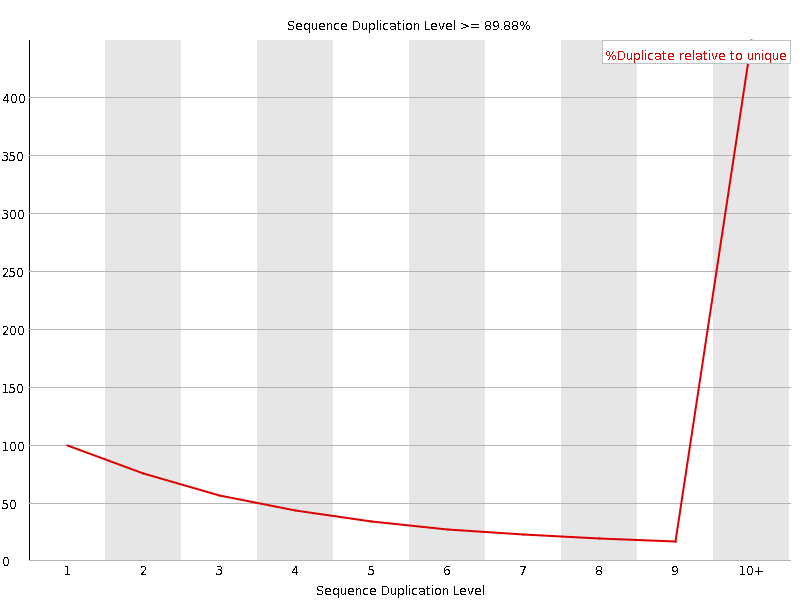 Sequence Duplication Level >= 89.88%
%Duplicate relative to unique
400
350
300
250
200
150
100
50
0
1 2 3 4 5 6 7 8 9 10+
Sequence Duplication Level